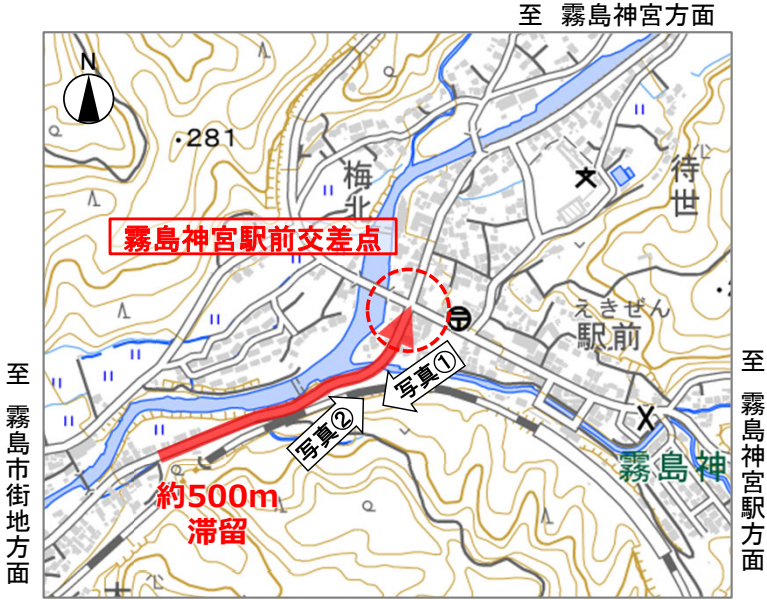 至 霧島神宮方面
N
・281
梅北
待世
霧島神宮駅前交差点
えきぜん
駅前
写真①
写真②
至 霧島市街地方面
至 霧島神宮駅方面
霧島神
約500m
滞留